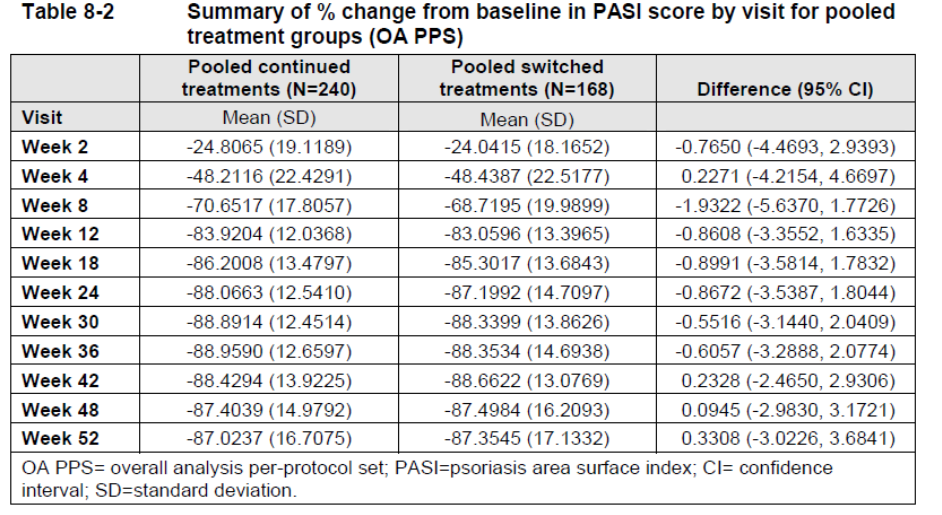 Table 8-2 Summary of % change from baseline in PASI score by visit for pooled
treatment groups (OA PPS)
Pooled continued treatments (N=240) Pooled switched treatments (N=168) Difference (95% CI)
Visit Mean (SD) Mean (SD)
Week 2 -24.8065 (19.1189) -24.0415 (18.1652) -0.7650 (-4.4693, 2.9393)
Week 4 -48.2116 (22.4291) -48.4387 (22.5177) 0.2271 (-4.2154, 4.6697)
Week 8 -70.6517 (17.8057) -68.7195 (19.9899) -1.9322 (-5.6370, 1.7726)
Week 12 -83.9204 (12.0368) -83.0596 (13.3965) -0.8608 (-3.3552, 1.6335)
Week 18 -86.2008 (13.4797) -85.3017 (13.6843) -0.8991 (-3.5814, 1.7832)
Week 24 -88.0663 (12.5410) -87.1992 (14.7097) -0.8672 (-3.5387, 1.8044)
Week 30 -88.8914 (12.4514) -88.3399 (13.8626) -0.5516 (-3.1440, 2.0409)
Week 36 -88.9590 (12.6597) -88.3534 (14.6938) -0.6057 (-3.2888, 2.0774)
Week 42 -88.4294 (13.9225) -88.6622 (13.0769) 0.2328 (-2.4650, 2.9306)
Week 48 -87.4039 (14.9792) -87.4984 (16.2093) 0.0945 (-2.9830, 3.1721)
Week 52 -87.0237 (16.7075) -87.3545 (17.1332) 0.3308 (-3.0226, 3.6841)
OA PPS= overall analysis per-protocol set; PASI=psoriasis area surface index; CI= confidence
interval; SD=standard deviation.